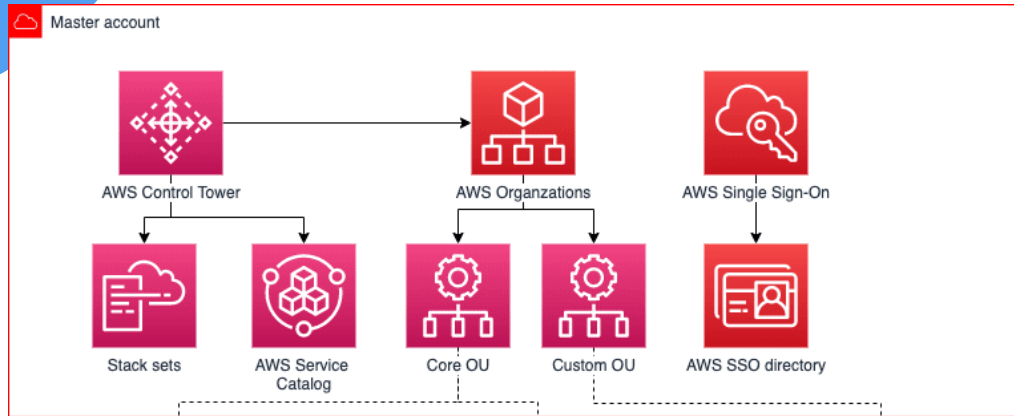 Master account
AWS Control Tower
AWS Organzations
AWS Single Sign-On
Stack sets
AWS Service
Catalog
Core OU
Custom OU
AWS SSO directory